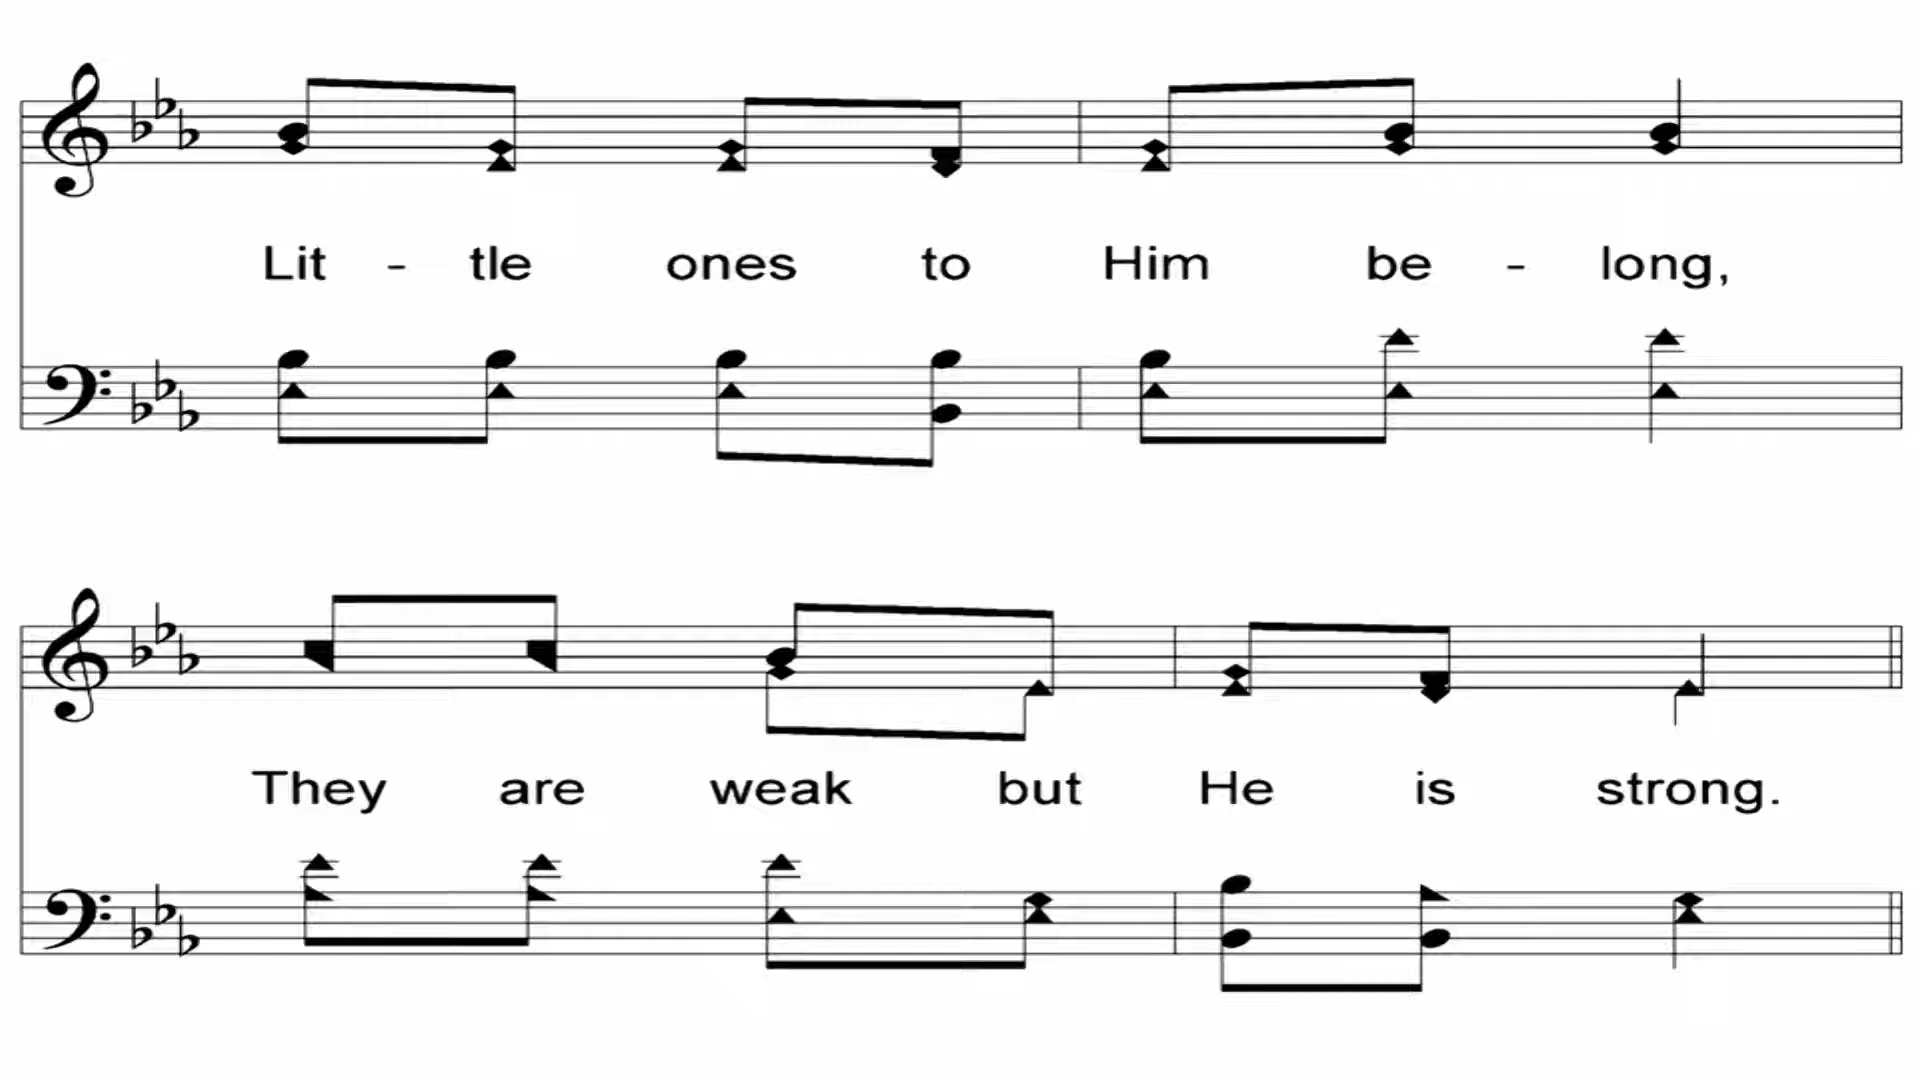 Lit - tle ones to Him be - long,
They are weak but He is strong.